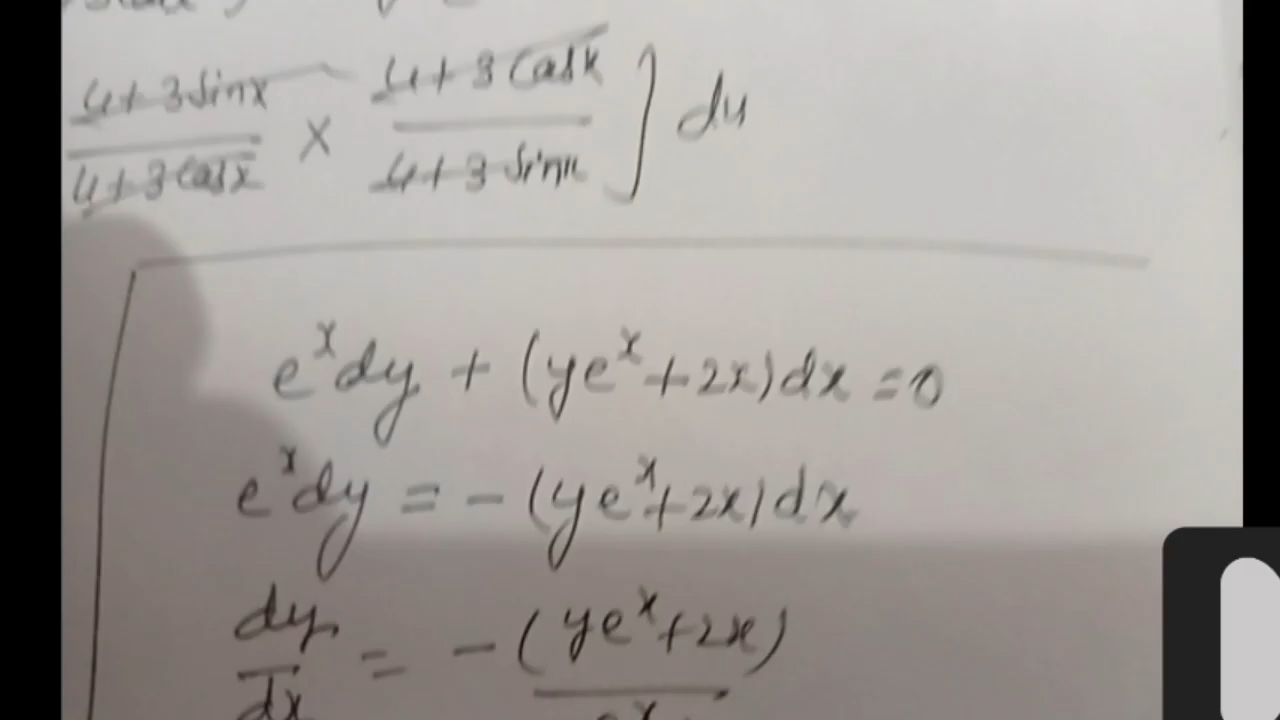 4+3Sinx / 4+3Cosx × 4+3Cosx / 4+3Sinx ] du
e^x dy + (ye^x+2x)dx =0
e^x dy = -(ye^x+2x)dx
dy/dx = -(ye^x+2x) / e^x